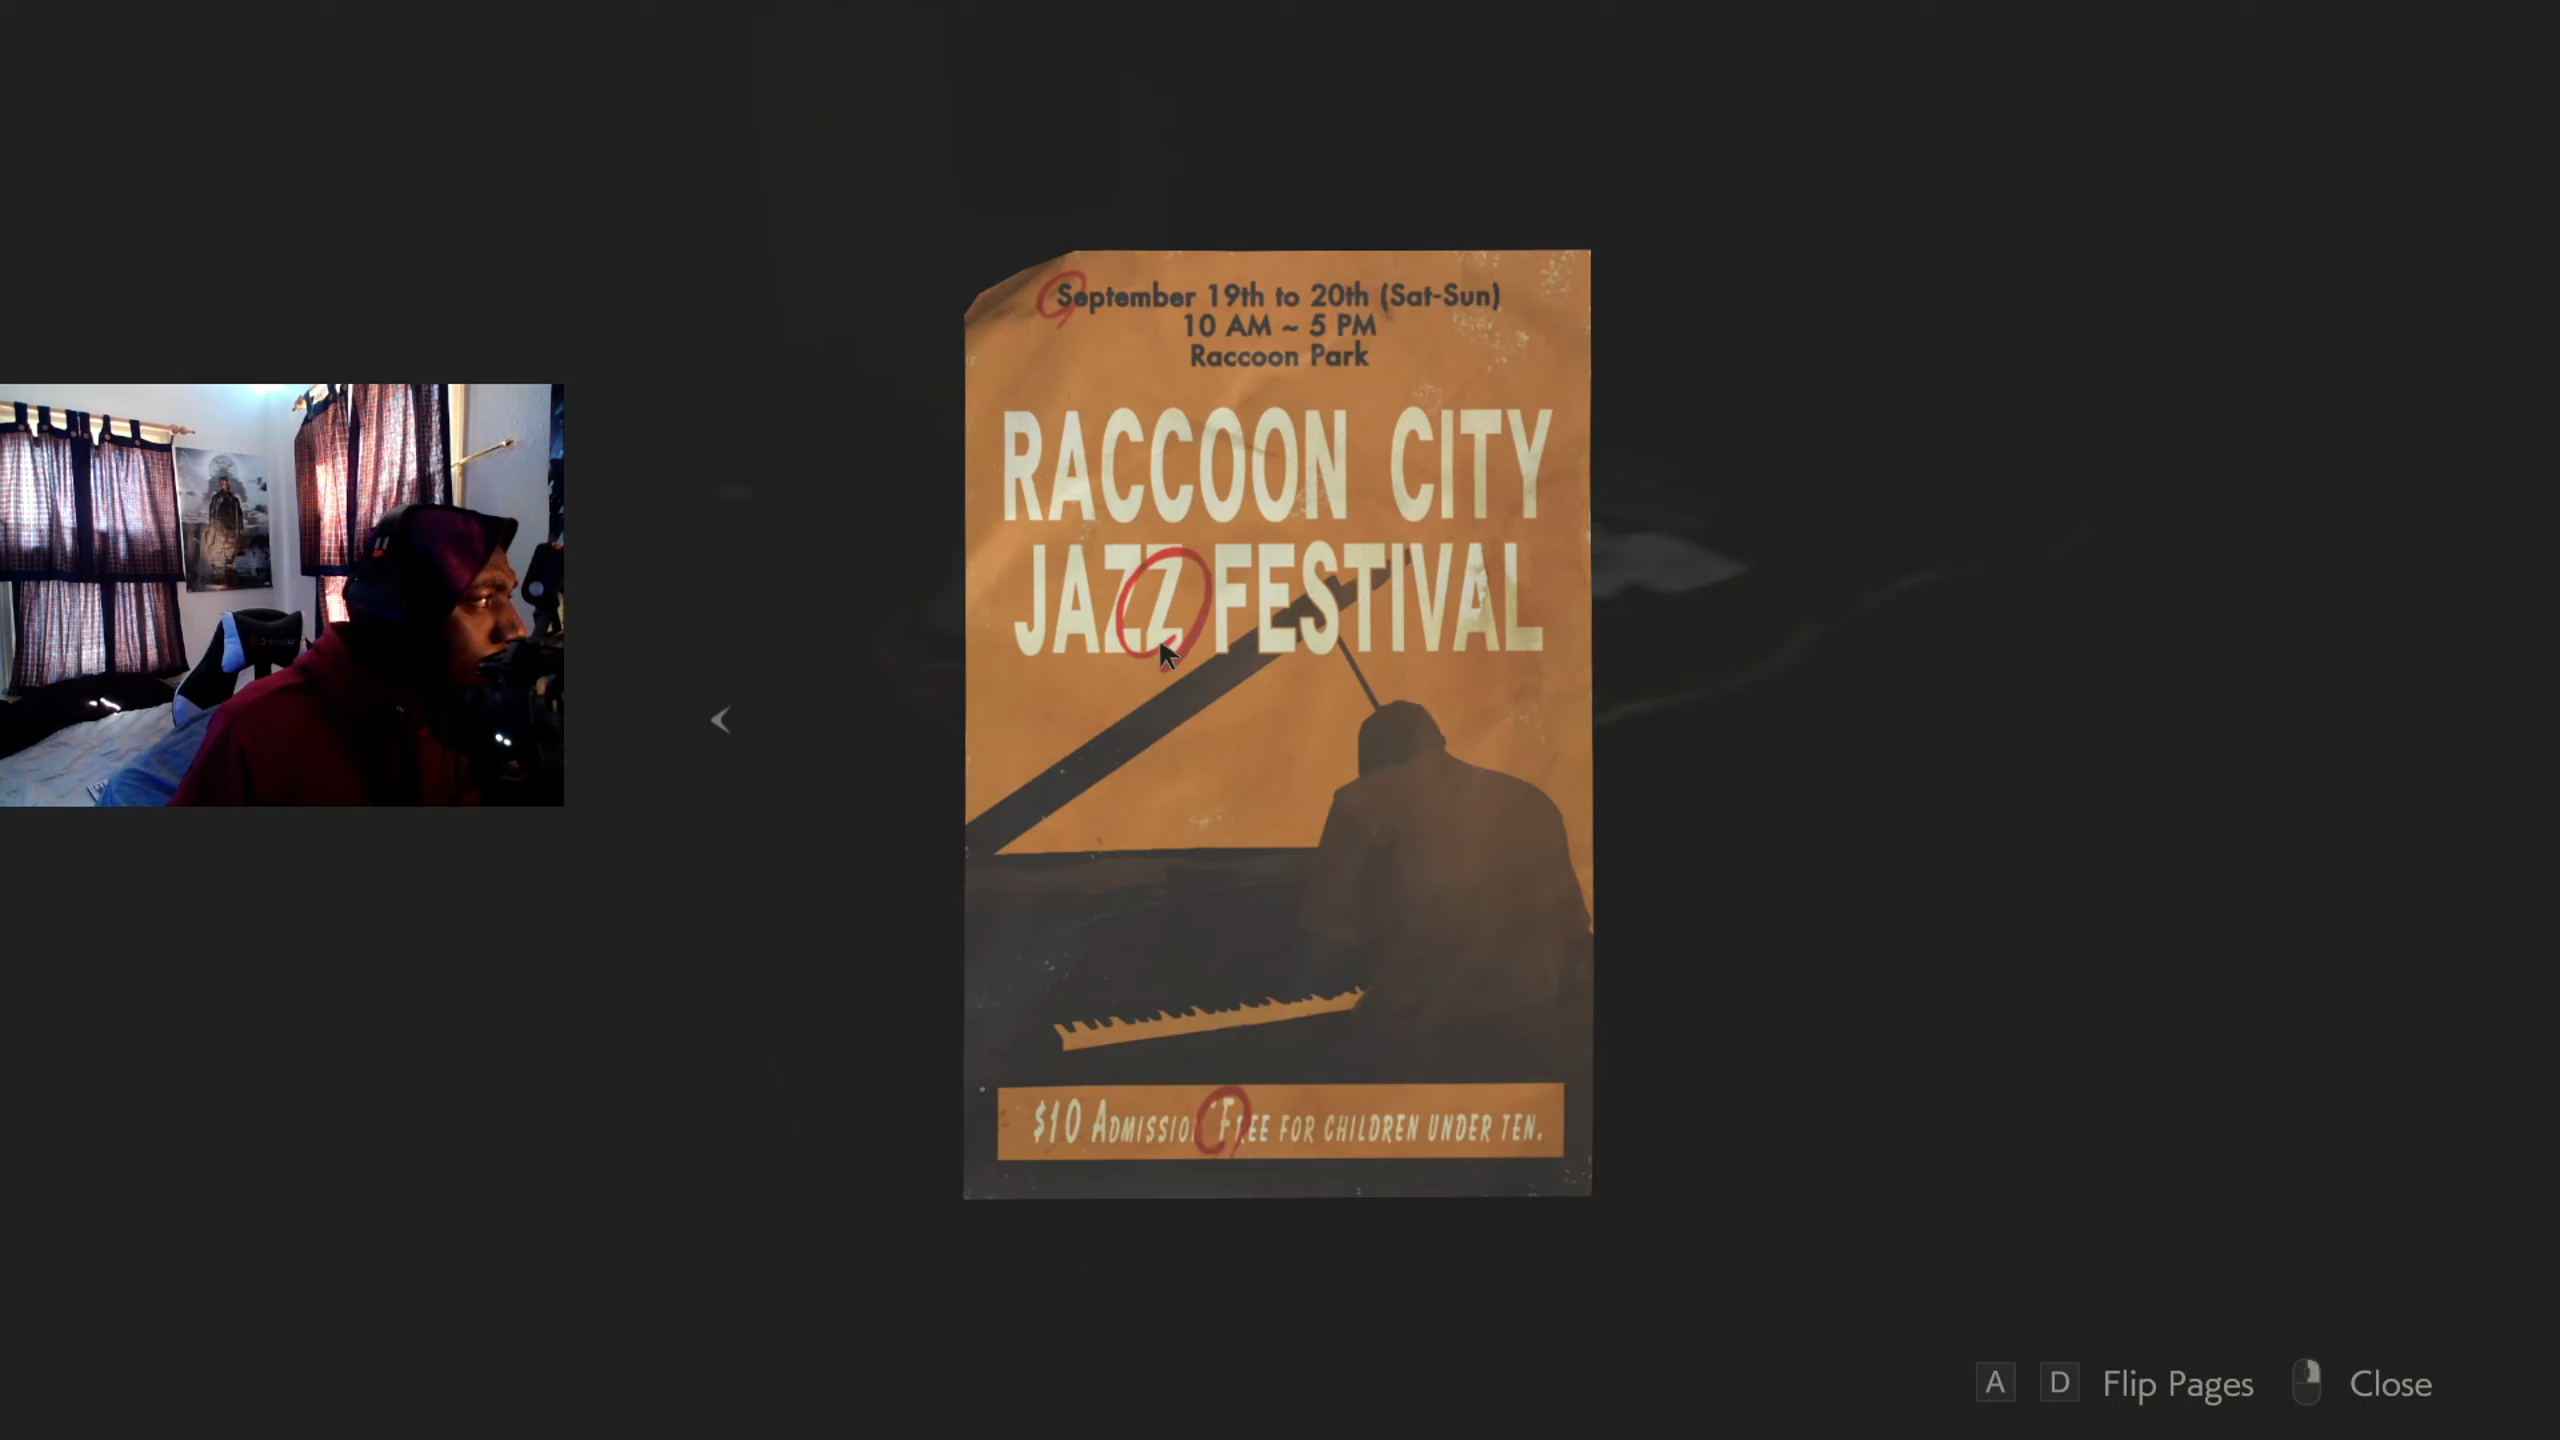 September 19th to 20th (Sat-Sun)
10 AM ~ 5 PM
Raccoon Park
RACCOON CITY
JAZZ FESTIVAL
$10 Admission Free for children under ten.
A D Flip Pages Close